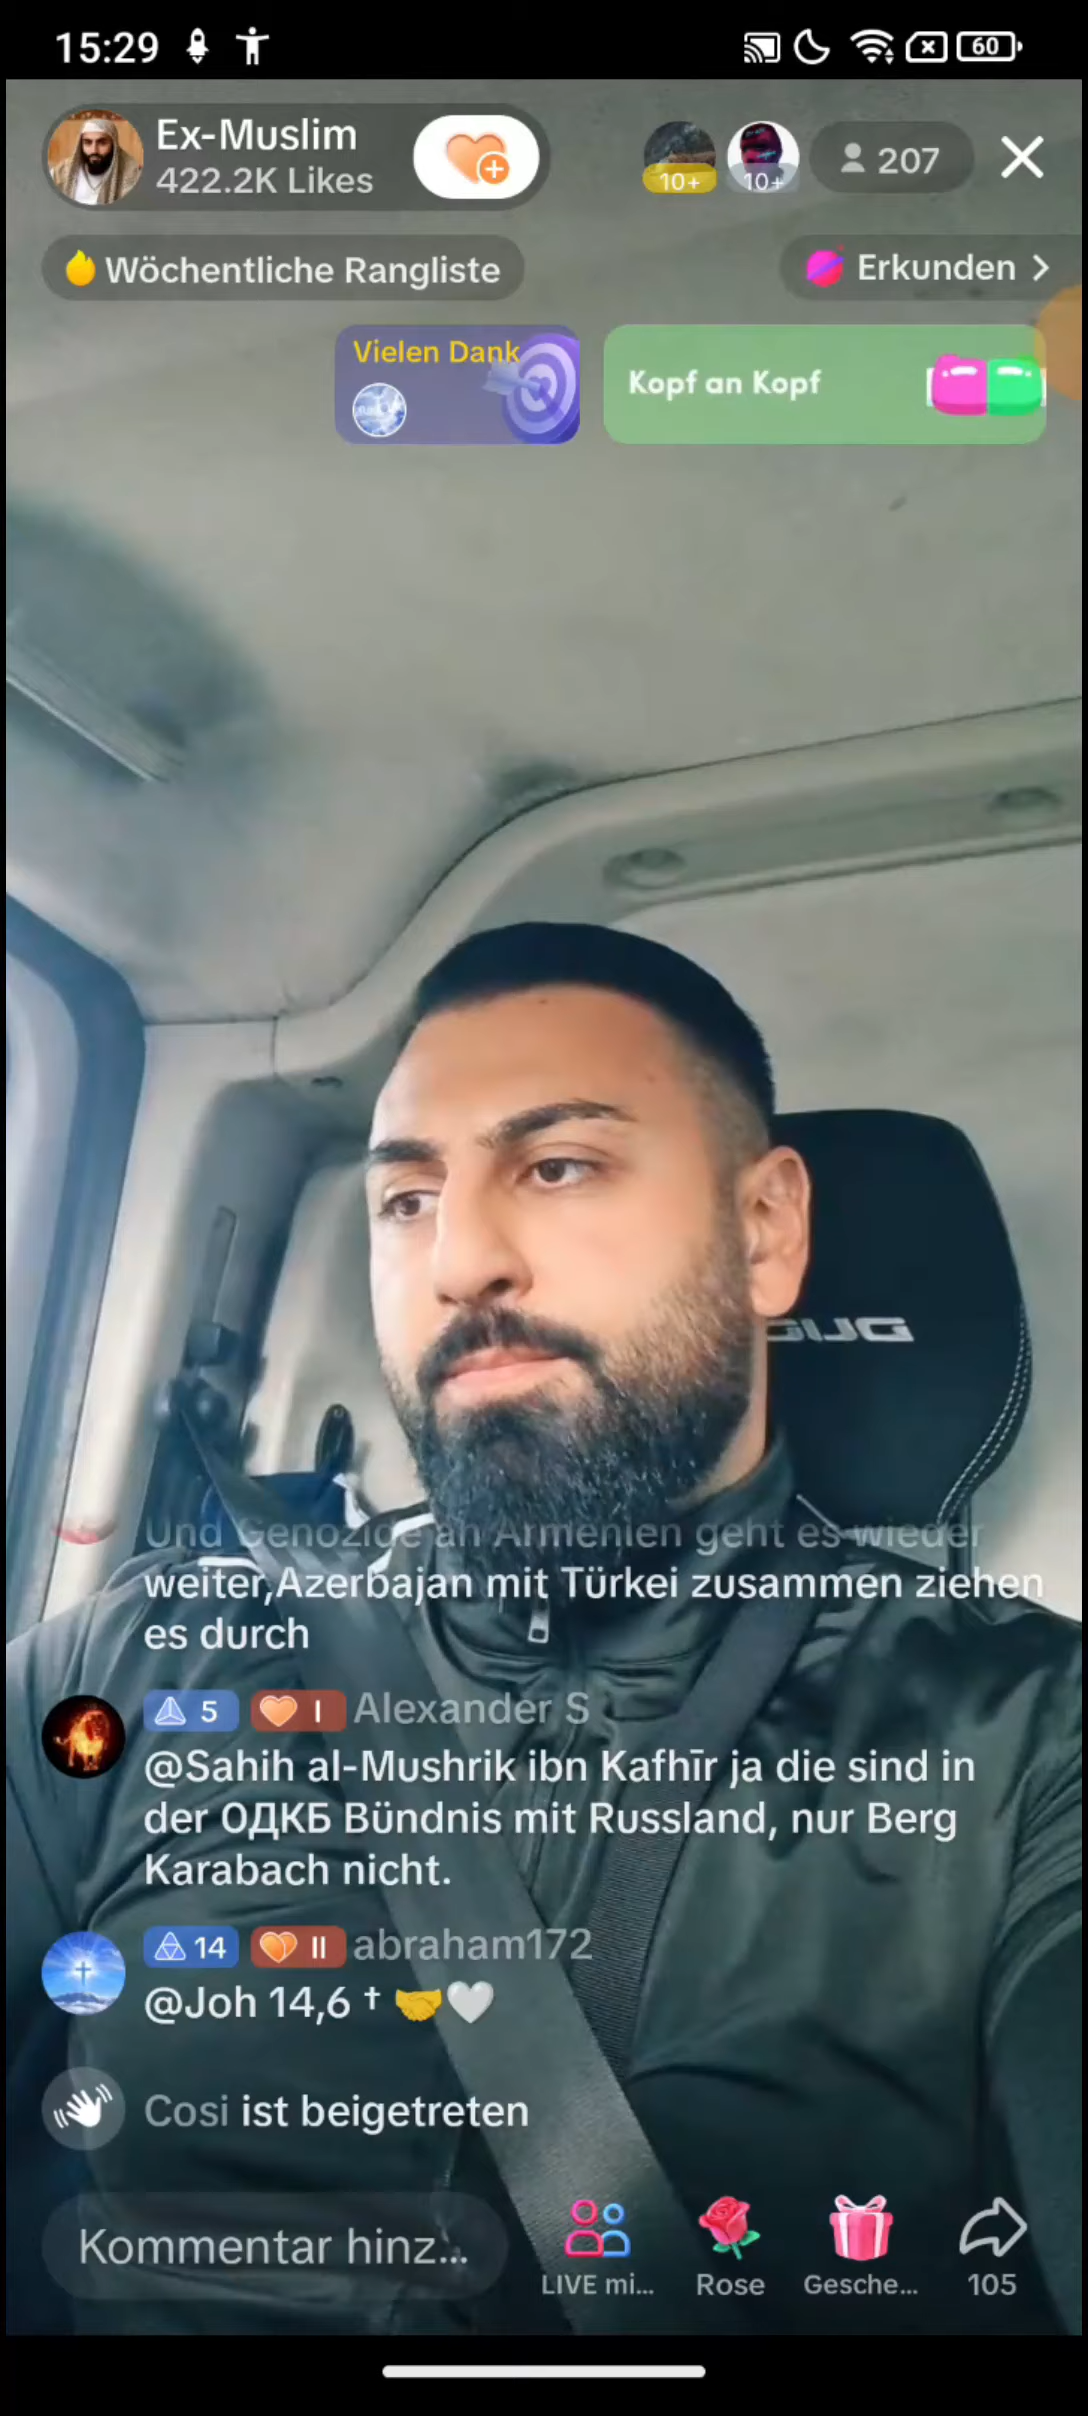 15:29
60
Ex-Muslim
422.2K Likes
10+
10+
207
Wöchentliche Rangliste
Erkunden
Vielen Dank
Kopf an Kopf
Und Genozide an Armenien geht es wieder
weiter,Azerbajan mit Türkei zusammen ziehen
es durch
5 I Alexander S
@Sahih al-Mushrik ibn Kafhīr ja die sind in
der ОДКБ Bündnis mit Russland, nur Berg
Karabach nicht.
14 II abraham172
@Joh 14,6 † 🤝🤍
Cosi ist beigetreten
Kommentar hinz...
LIVE mi...
Rose
Gesche...
105